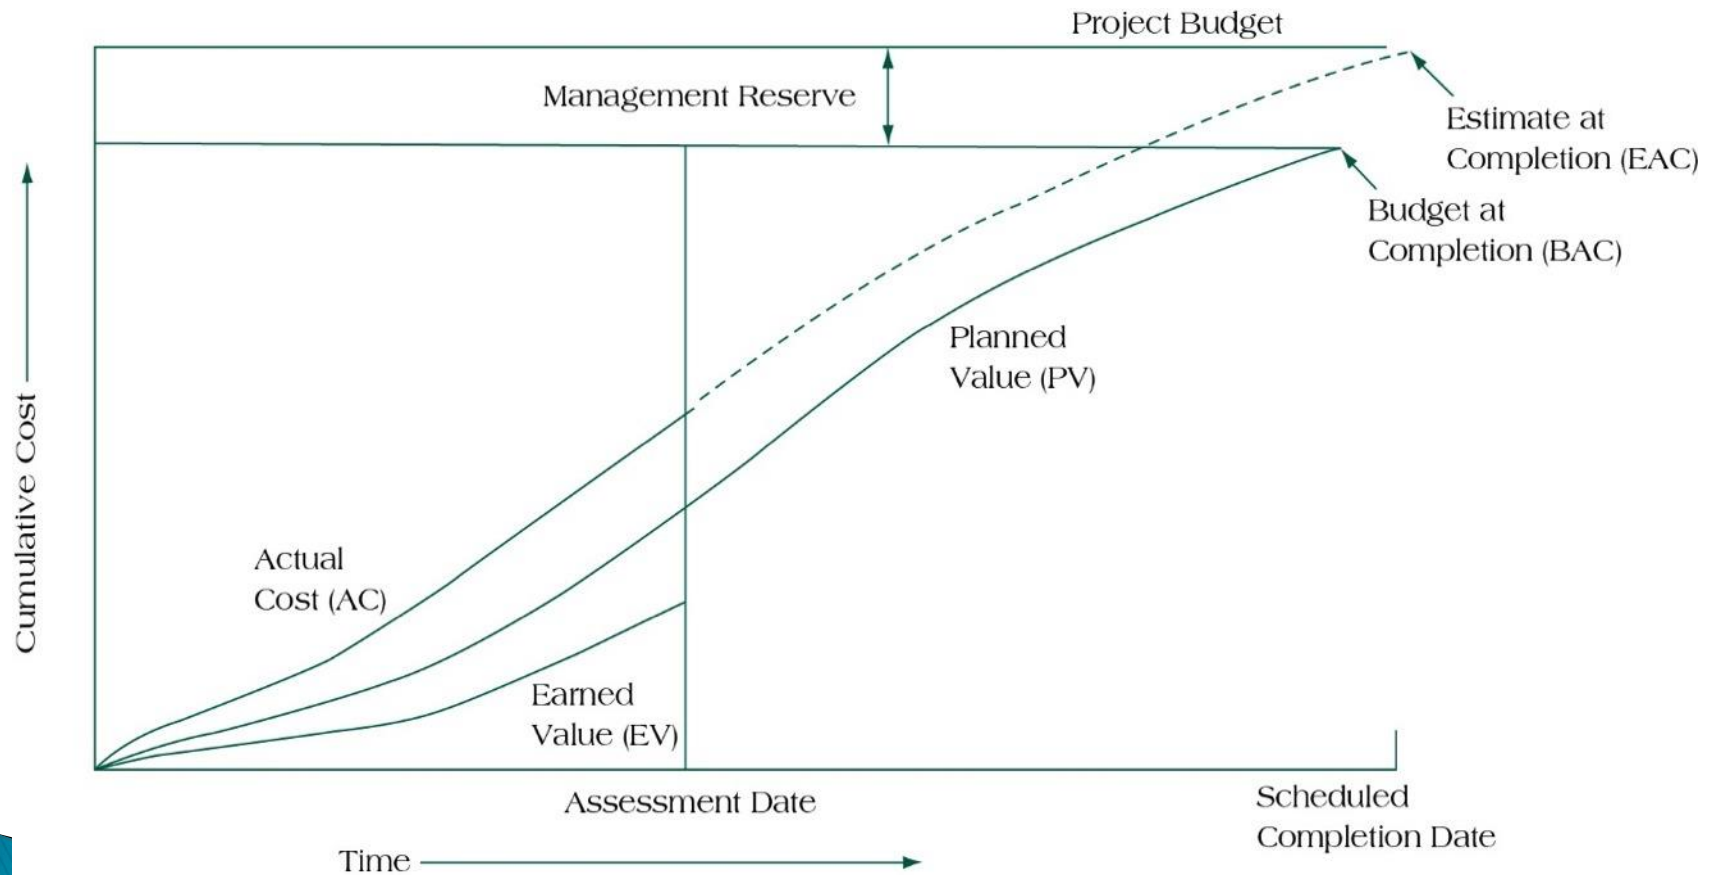 Project Budget
Management Reserve
Estimate at
Completion (EAC)
Budget at
Completion (BAC)
Planned
Value (PV)
Cumulative Cost
Actual
Cost (AC)
Earned
Value (EV)
Assessment Date
Scheduled
Completion Date
Time